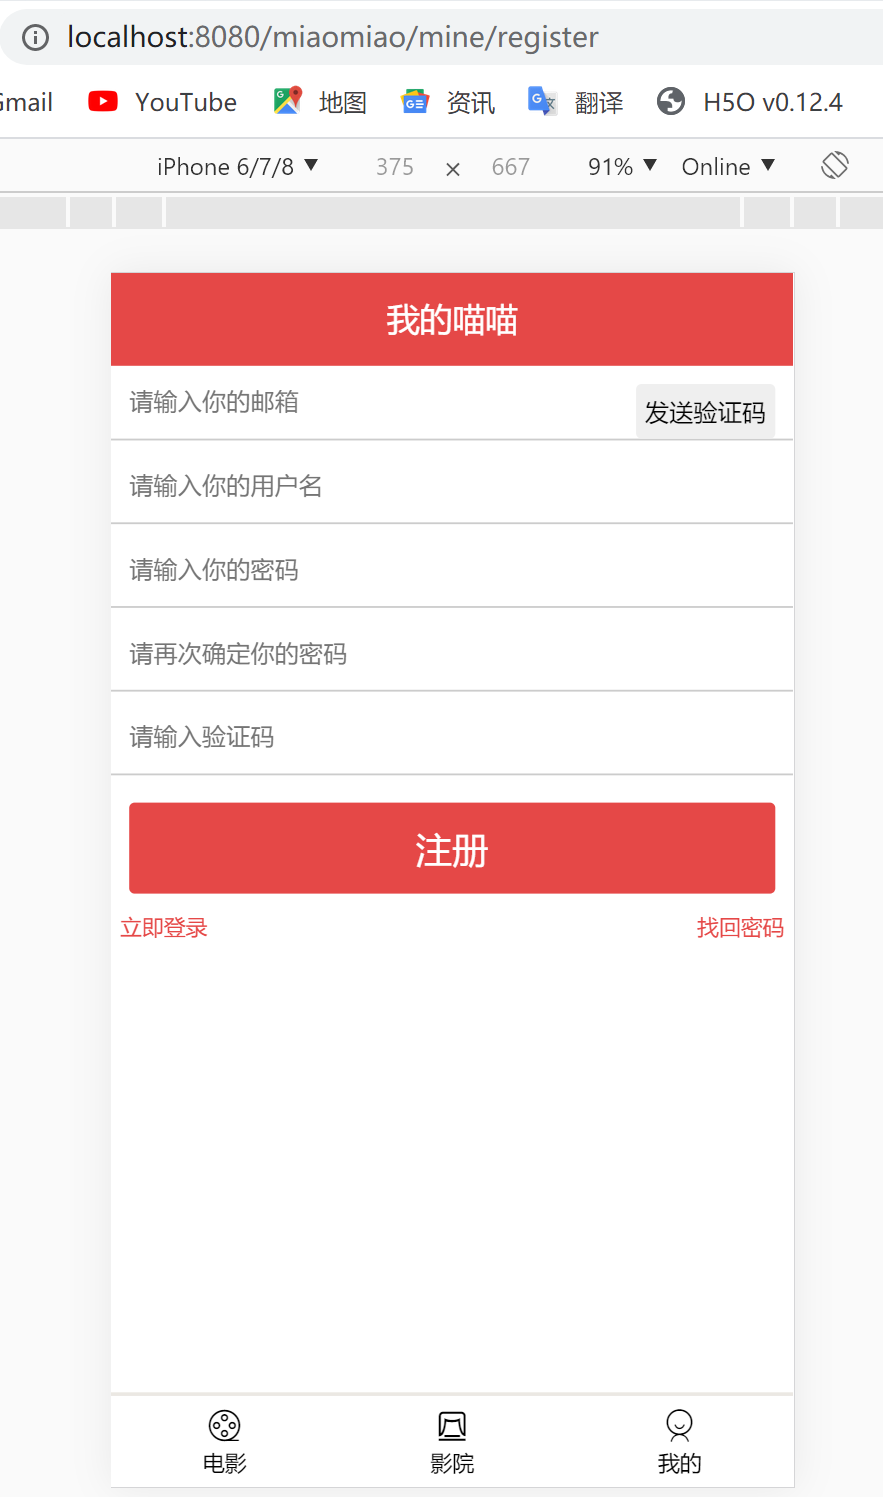 localhost:8080/miaomiao/mine/register
Gmail YouTube 地图 资讯 翻译 H5O v0.12.4
iPhone 6/7/8 ▼ 375 × 667 91% ▼ Online ▼
我的喵喵
请输入你的邮箱 发送验证码
请输入你的用户名
请输入你的密码
请再次确定你的密码
请输入验证码
注册
立即登录 找回密码
电影 影院 我的